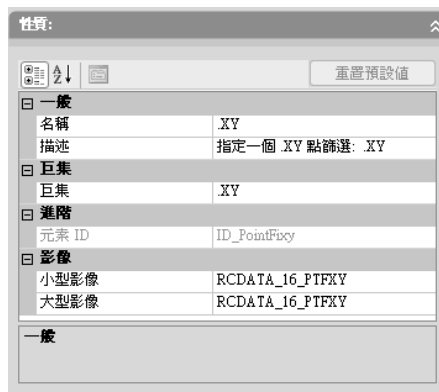 性質:
重置預設值
一般
名稱 .XY
描述 指定一個 .XY 點篩選: .XY
巨集
巨集 .XY
進階
元素 ID ID_PointFixy
影像
小型影像 RCDATA_16_PTFXY
大型影像 RCDATA_16_PTFXY
一般